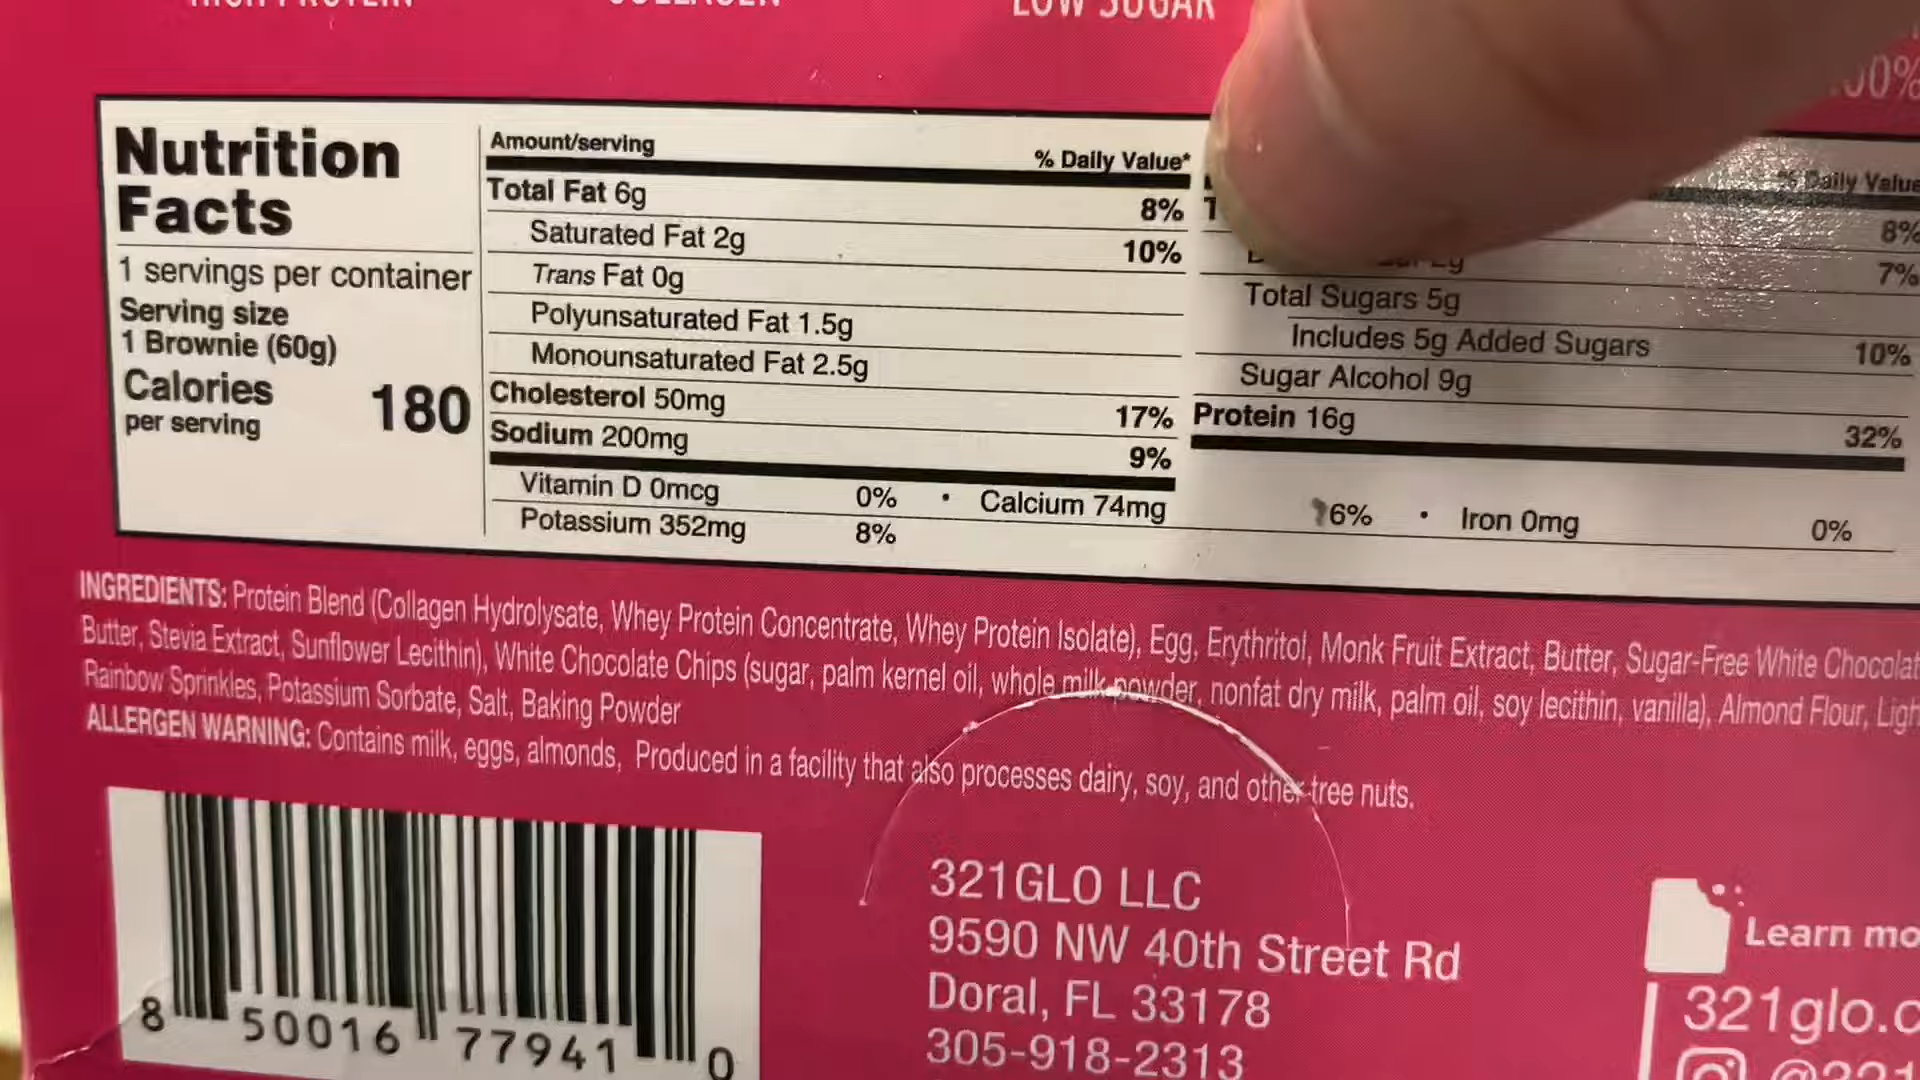 LOW SUGAR
00%
Nutrition
Facts
1 servings per container
Serving size
1 Brownie (60g)
Calories
per serving
180
Amount/serving
% Daily Value*
Total Fat 6g 8%
Saturated Fat 2g 10%
Trans Fat 0g
Polyunsaturated Fat 1.5g
Monounsaturated Fat 2.5g
Cholesterol 50mg 17%
Sodium 200mg 9%
% Daily Value
8%
7%
Total Sugars 5g
Includes 5g Added Sugars 10%
Sugar Alcohol 9g
Protein 16g 32%
Vitamin D 0mcg 0% • Calcium 74mg 6% • Iron 0mg 0%
Potassium 352mg 8%
INGREDIENTS: Protein Blend (Collagen Hydrolysate, Whey Protein Concentrate, Whey Protein Isolate), Egg, Erythritol, Monk Fruit Extract, Butter, Sugar-Free White Chocolat
Butter, Stevia Extract, Sunflower Lecithin), White Chocolate Chips (sugar, palm kernel oil, whole milk powder, nonfat dry milk, palm oil, soy lecithin, vanilla), Almond Flour, Ligh
Rainbow Sprinkles, Potassium Sorbate, Salt, Baking Powder
ALLERGEN WARNING: Contains milk, eggs, almonds, Produced in a facility that also processes dairy, soy, and other tree nuts.
8 50016 77941 0
321GLO LLC
9590 NW 40th Street Rd
Doral, FL 33178
305-918-2313
Learn mo
321glo.c
@321